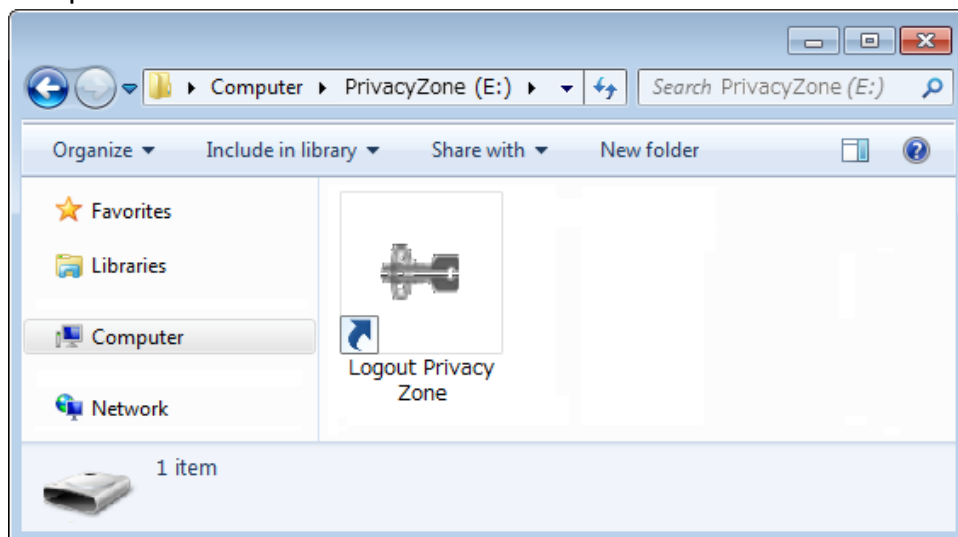 Computer PrivacyZone (E:) Search PrivacyZone (E:)
Organize Include in library Share with New folder
Favorites
Libraries
Computer
Network
Logout Privacy
Zone
1 item